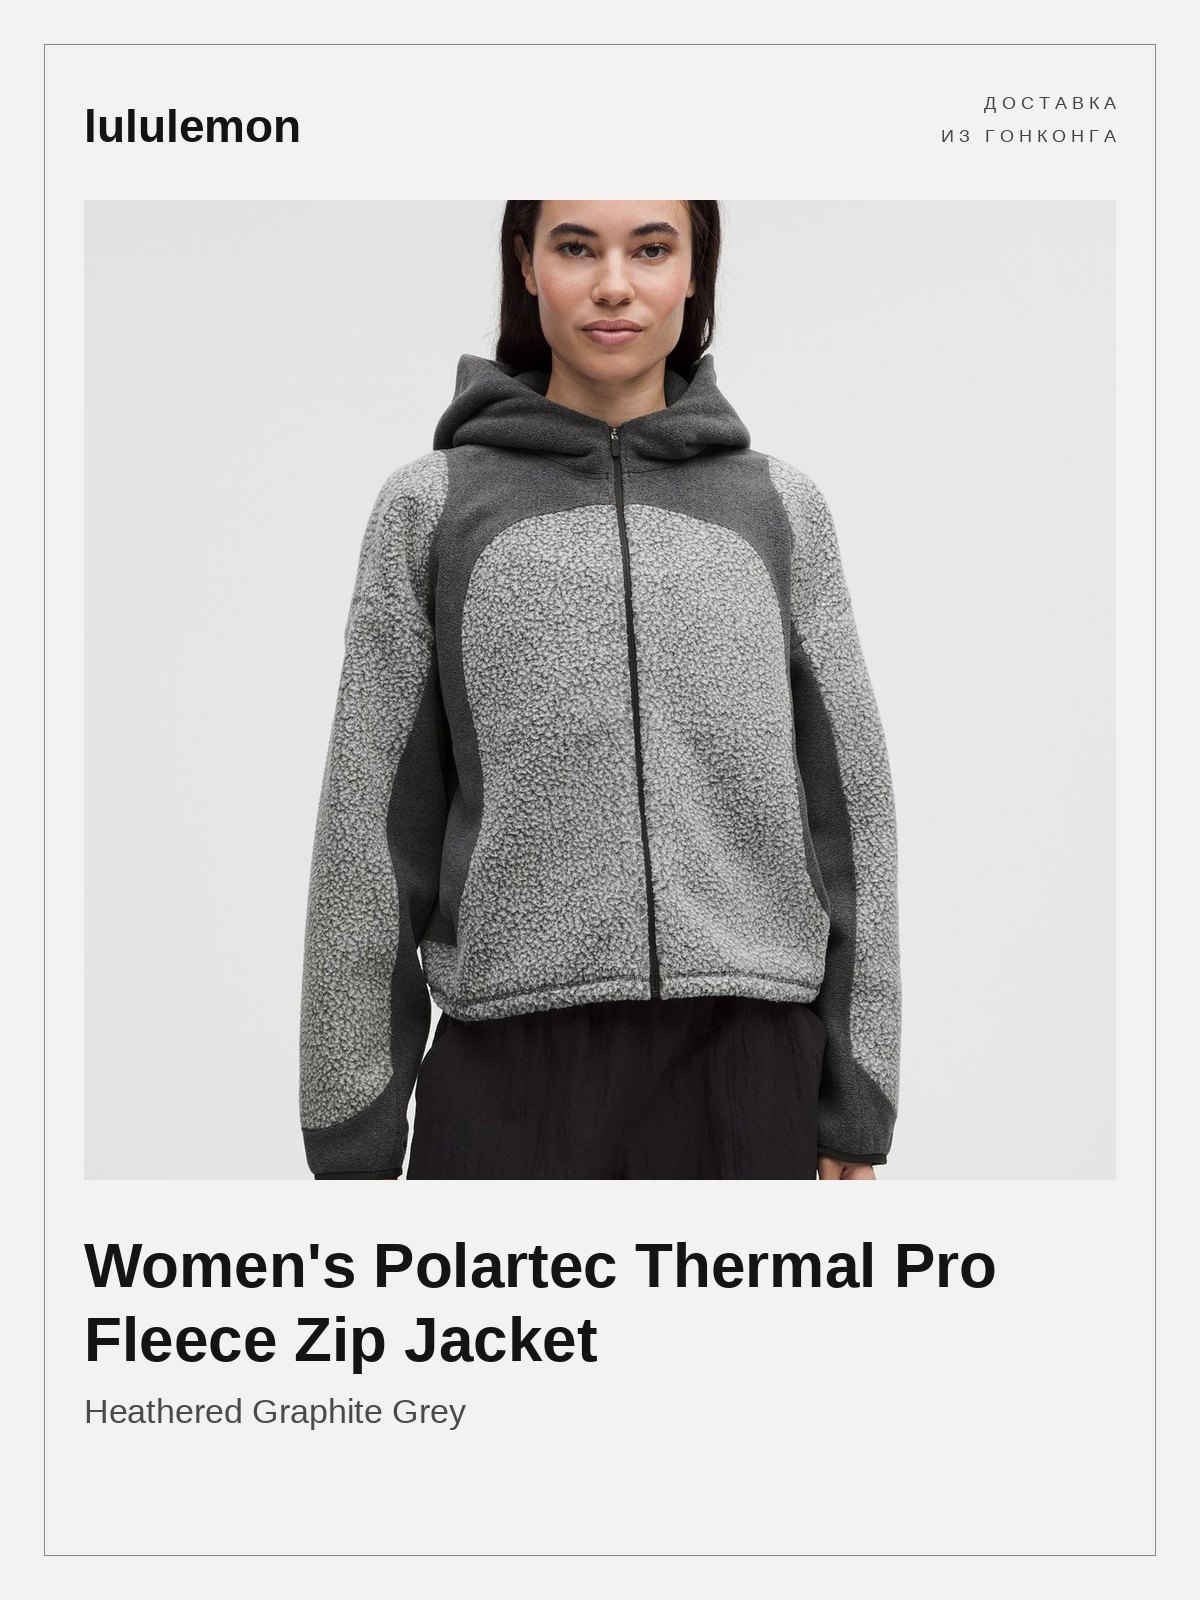 lululemon
ДОСТАВКА
ИЗ ГОНКОНГА
Women's Polartec Thermal Pro
Fleece Zip Jacket
Heathered Graphite Grey